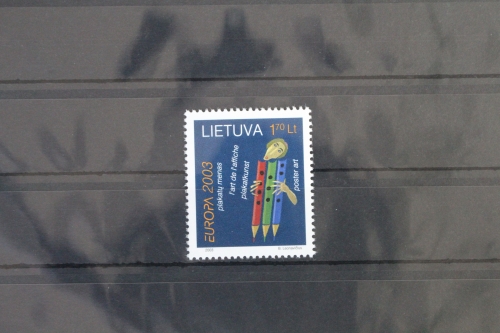 LIETUVA 1 70 Lt
EUROPA 2003
plakatų menas
l'art de l'affiche
plakatkunst
poster art